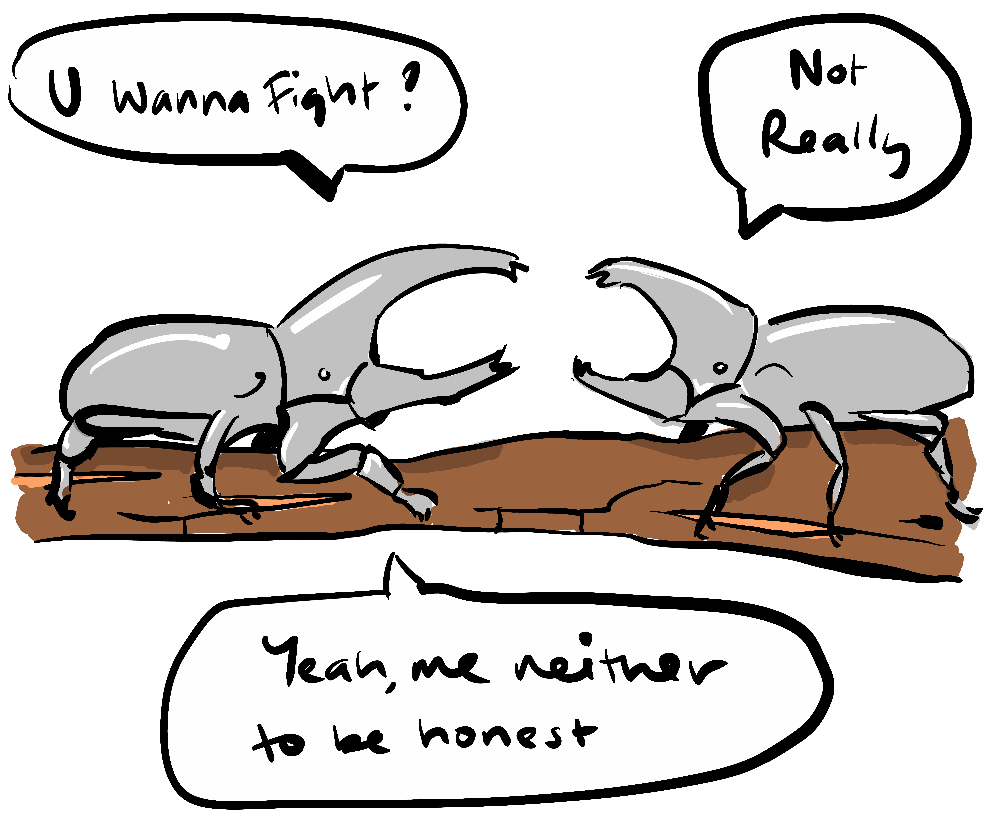 U wanna Fight ?
Not
Really
Yeah, me neither
to be honest